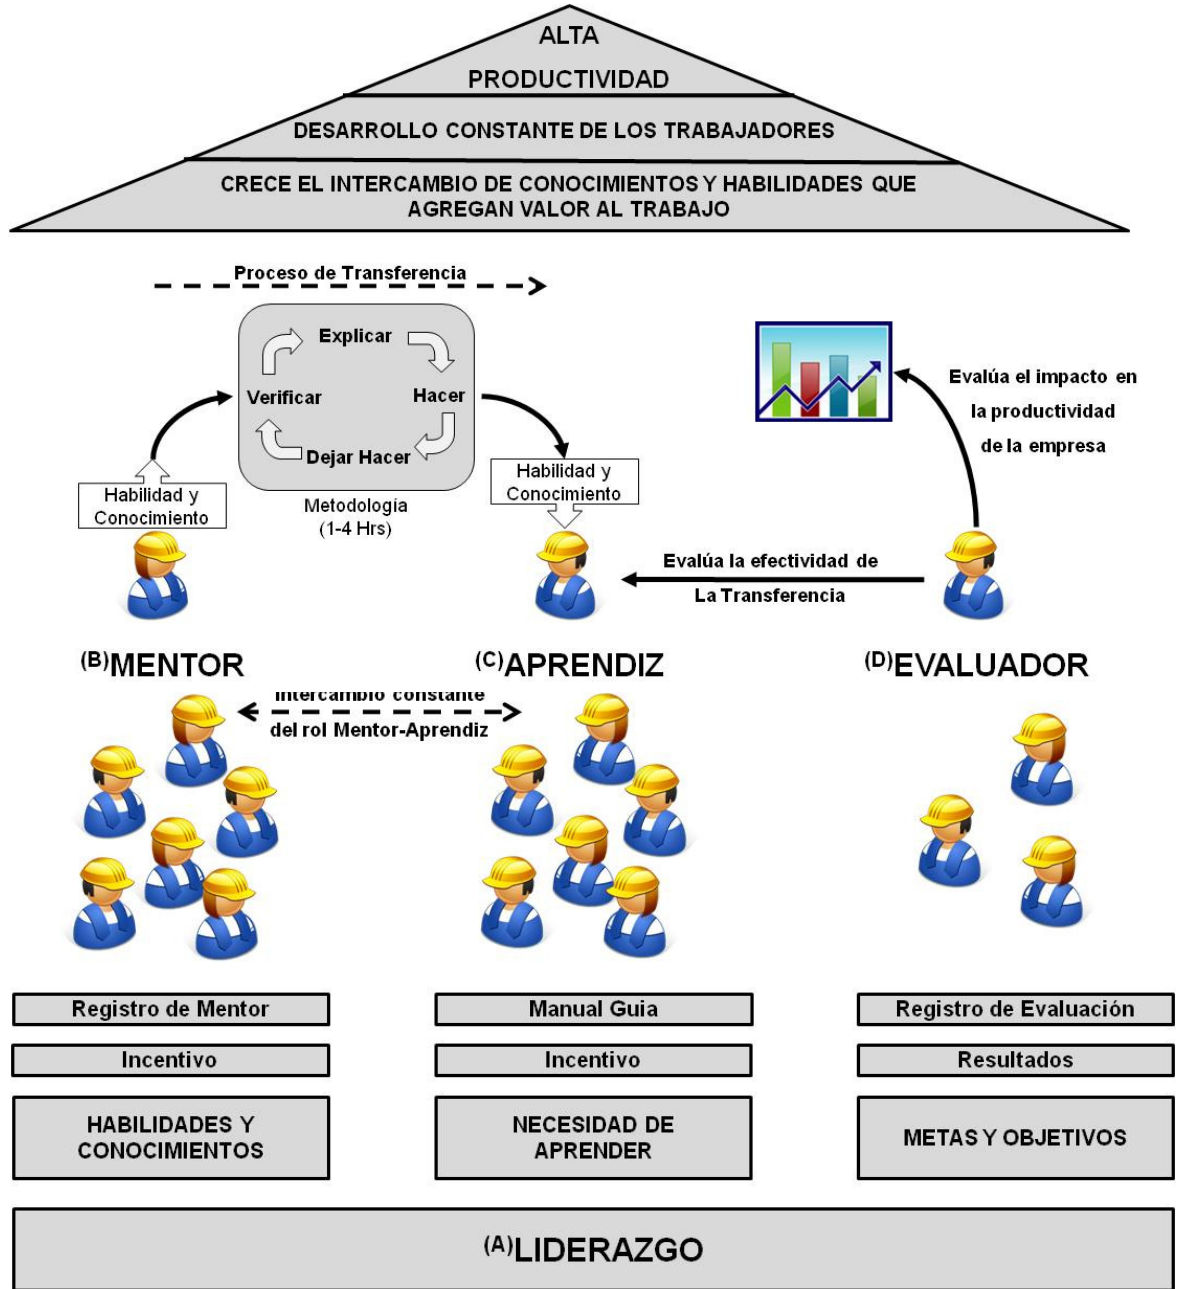 ALTA
PRODUCTIVIDAD
DESARROLLO CONSTANTE DE LOS TRABAJADORES
CRECE EL INTERCAMBIO DE CONOCIMIENTOS Y HABILIDADES QUE
AGREGAN VALOR AL TRABAJO
Proceso de Transferencia
Explicar
Verificar
Hacer
Dejar Hacer
Metodología
(1-4 Hrs)
Habilidad y
Conocimiento
Habilidad y
Conocimiento
Evalúa el impacto en
la productividad
de la empresa
Evalúa la efectividad de
La Transferencia
(B)MENTOR
(C)APRENDIZ
(D)EVALUADOR
Intercambio constante
del rol Mentor-Aprendiz
Registro de Mentor
Manual Guia
Registro de Evaluación
Incentivo
Incentivo
Resultados
HABILIDADES Y
CONOCIMIENTOS
NECESIDAD DE
APRENDER
METAS Y OBJETIVOS
(A)LIDERAZGO